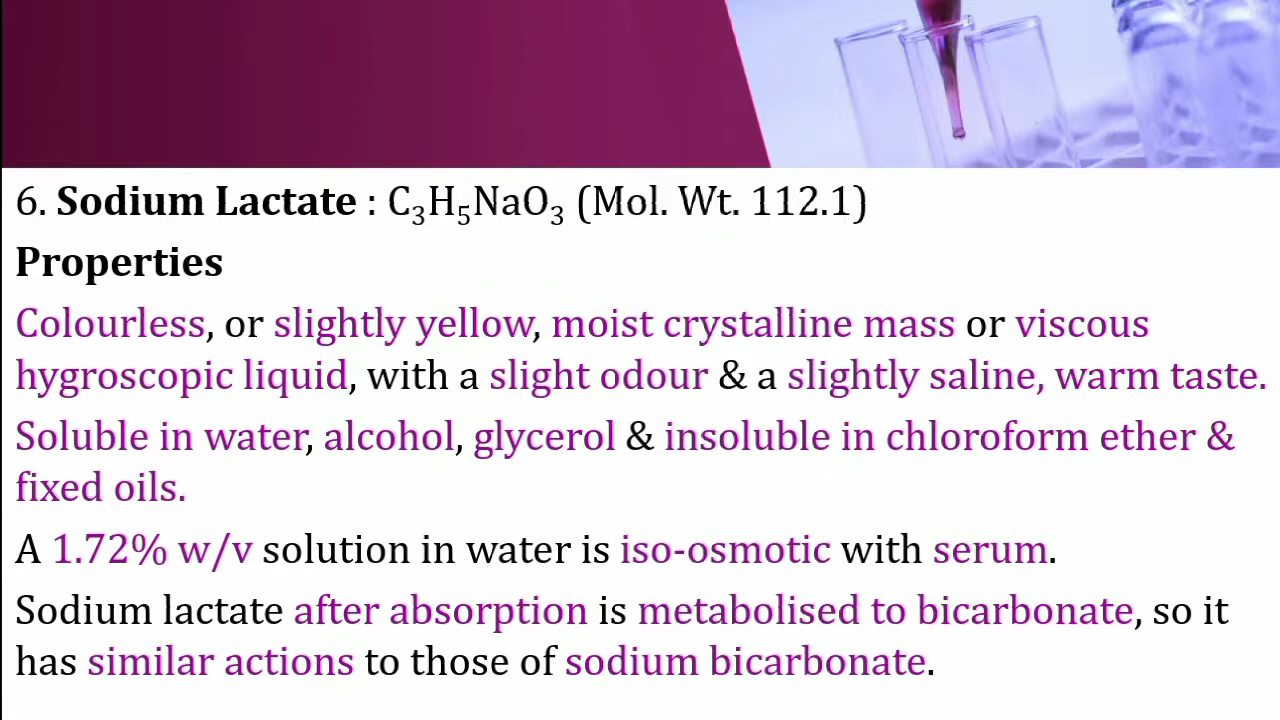 6. Sodium Lactate : C₃H₅NaO₃ (Mol. Wt. 112.1)
Properties
Colourless, or slightly yellow, moist crystalline mass or viscous
hygroscopic liquid, with a slight odour & a slightly saline, warm taste.
Soluble in water, alcohol, glycerol & insoluble in chloroform ether &
fixed oils.
A 1.72% w/v solution in water is iso-osmotic with serum.
Sodium lactate after absorption is metabolised to bicarbonate, so it
has similar actions to those of sodium bicarbonate.